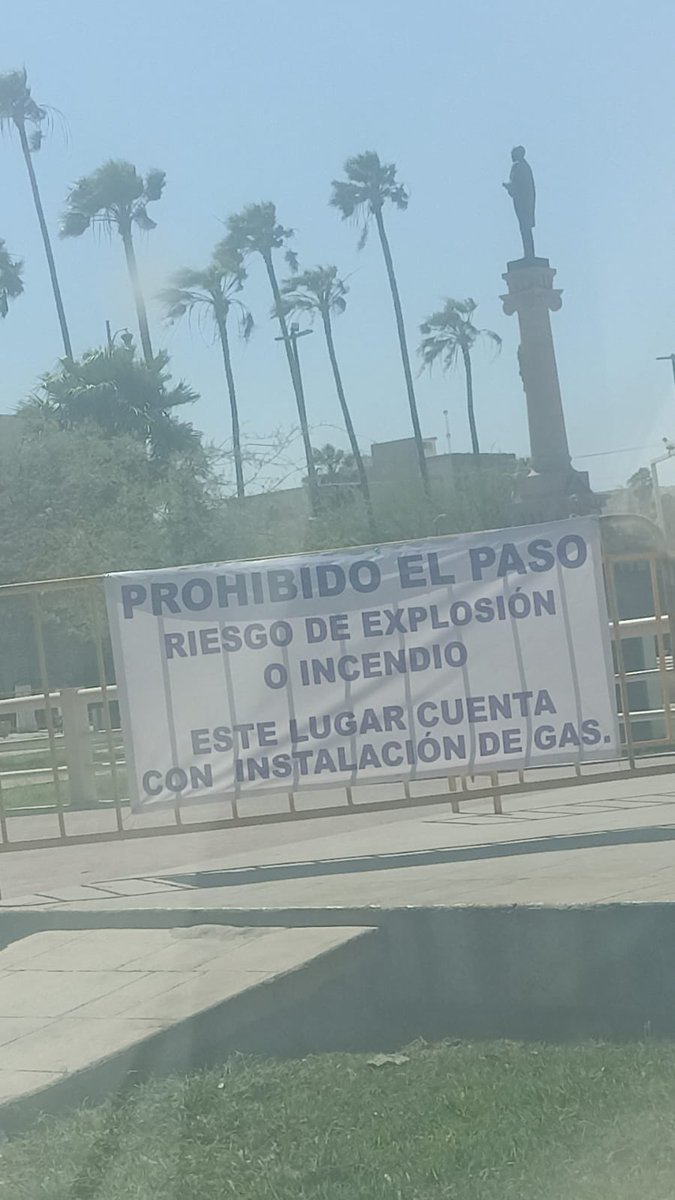 PROHIBIDO EL PASO
RIESGO DE EXPLOSIÓN
O INCENDIO
ESTE LUGAR CUENTA
CON INSTALACIÓN DE GAS.